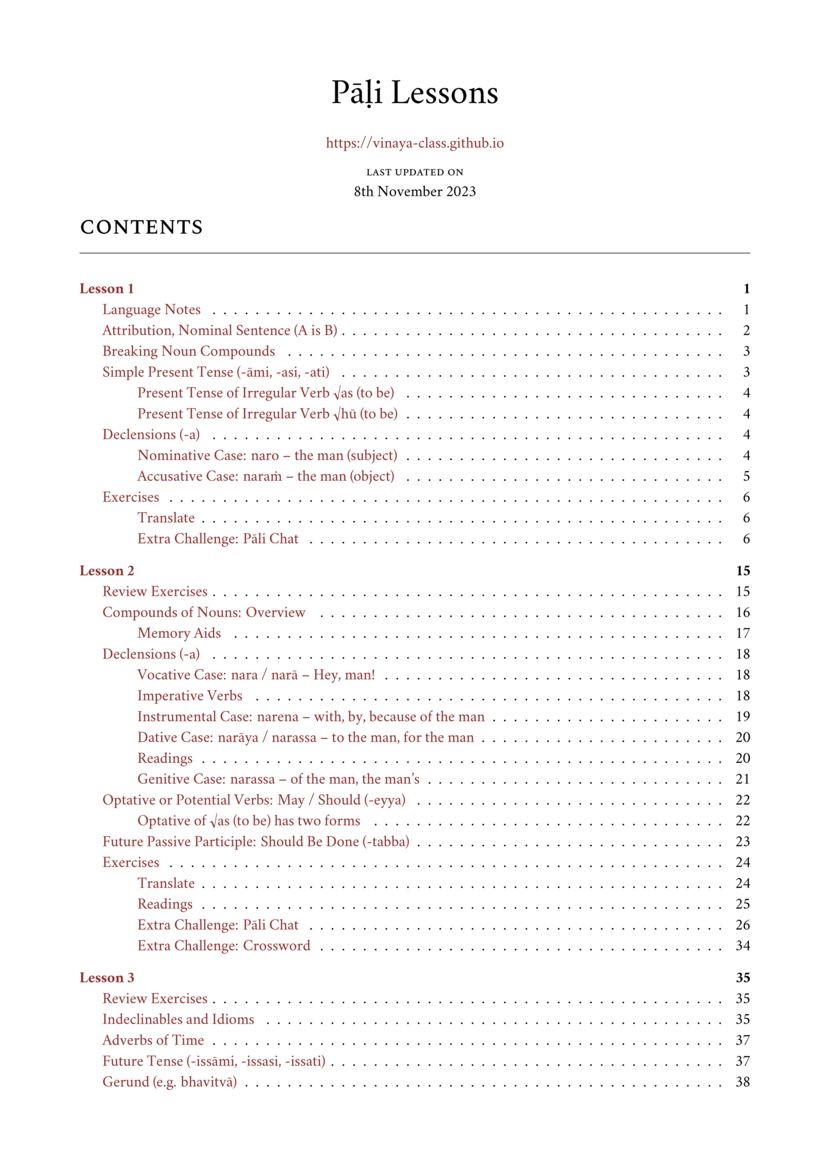 Pāḷi Lessons
https://vinaya-class.github.io
LAST UPDATED ON
8th November 2023
CONTENTS
Lesson 1 1
Language Notes . . . . . . . . . . . . . . . . . . . . . . . . . . . . . . . . 1
Attribution, Nominal Sentence (A is B) . . . . . . . . . . . . . . . . . . . . 2
Breaking Noun Compounds . . . . . . . . . . . . . . . . . . . . . . . . . . 3
Simple Present Tense (-āmi, -asi, -ati) . . . . . . . . . . . . . . . . . . . . 3
Present Tense of Irregular Verb √as (to be) . . . . . . . . . . . . . . . . . . 4
Present Tense of Irregular Verb √hū (to be) . . . . . . . . . . . . . . . . . . 4
Declensions (-a) . . . . . . . . . . . . . . . . . . . . . . . . . . . . . . . . 4
Nominative Case: naro – the man (subject) . . . . . . . . . . . . . . . . . . 4
Accusative Case: naraṁ – the man (object) . . . . . . . . . . . . . . . . . . 5
Exercises . . . . . . . . . . . . . . . . . . . . . . . . . . . . . . . . . . . 6
Translate . . . . . . . . . . . . . . . . . . . . . . . . . . . . . . . . . . . 6
Extra Challenge: Pāli Chat . . . . . . . . . . . . . . . . . . . . . . . . . . 6
Lesson 2 15
Review Exercises . . . . . . . . . . . . . . . . . . . . . . . . . . . . . . . 15
Compounds of Nouns: Overview . . . . . . . . . . . . . . . . . . . . . . . 16
Memory Aids . . . . . . . . . . . . . . . . . . . . . . . . . . . . . . . . . 17
Declensions (-a) . . . . . . . . . . . . . . . . . . . . . . . . . . . . . . . . 18
Vocative Case: nara / narā – Hey, man! . . . . . . . . . . . . . . . . . . . . 18
Imperative Verbs . . . . . . . . . . . . . . . . . . . . . . . . . . . . . . . 18
Instrumental Case: narena – with, by, because of the man . . . . . . . . . . . 19
Dative Case: narāya / narassa – to the man, for the man . . . . . . . . . . . . 20
Readings . . . . . . . . . . . . . . . . . . . . . . . . . . . . . . . . . . . 20
Genitive Case: narassa – of the man, the man’s . . . . . . . . . . . . . . . . 21
Optative or Potential Verbs: May / Should (-eyya) . . . . . . . . . . . . . . . 22
Optative of √as (to be) has two forms . . . . . . . . . . . . . . . . . . . . 22
Future Passive Participle: Should Be Done (-tabba) . . . . . . . . . . . . . . 23
Exercises . . . . . . . . . . . . . . . . . . . . . . . . . . . . . . . . . . . 24
Translate . . . . . . . . . . . . . . . . . . . . . . . . . . . . . . . . . . . 24
Readings . . . . . . . . . . . . . . . . . . . . . . . . . . . . . . . . . . . 25
Extra Challenge: Pāli Chat . . . . . . . . . . . . . . . . . . . . . . . . . . 26
Extra Challenge: Crossword . . . . . . . . . . . . . . . . . . . . . . . . . . 34
Lesson 3 35
Review Exercises . . . . . . . . . . . . . . . . . . . . . . . . . . . . . . . 35
Indeclinables and Idioms . . . . . . . . . . . . . . . . . . . . . . . . . . . 35
Adverbs of Time . . . . . . . . . . . . . . . . . . . . . . . . . . . . . . . 37
Future Tense (-issāmi, -issasi, -issati) . . . . . . . . . . . . . . . . . . . . . 37
Gerund (e.g. bhavitvā) . . . . . . . . . . . . . . . . . . . . . . . . . . . . 38